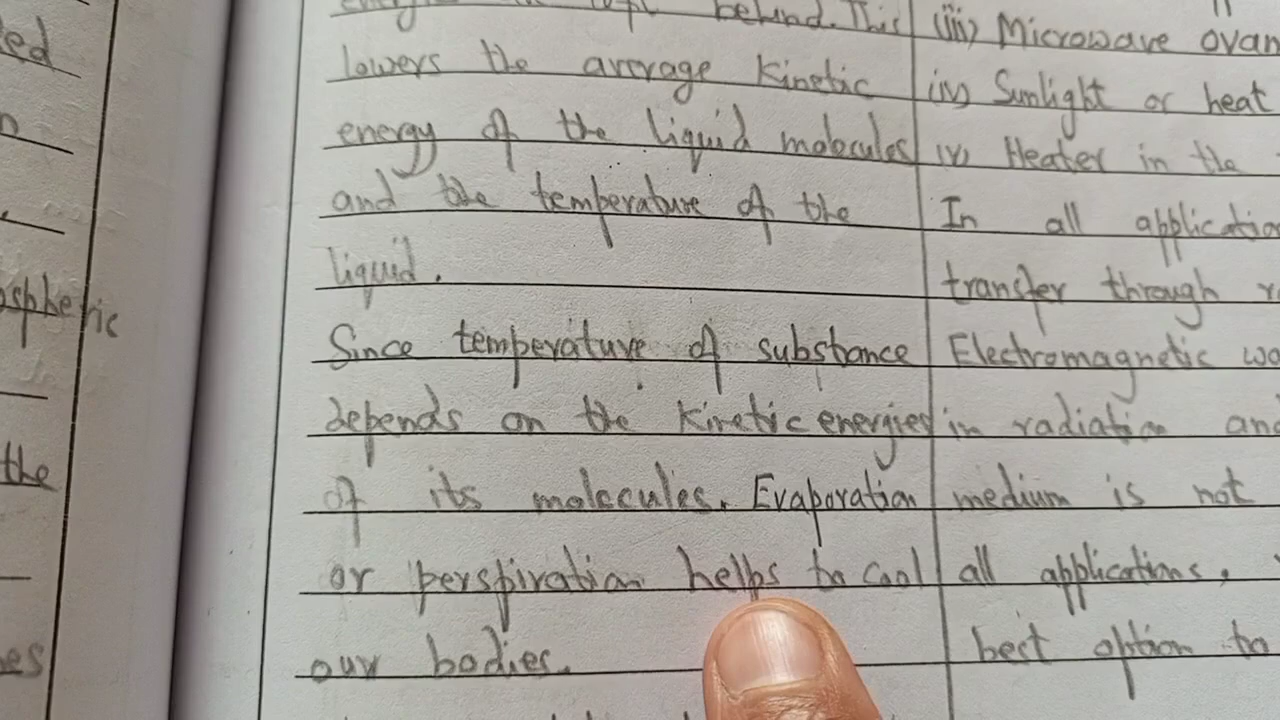 behind. This
lowers the average kinetic
energy of the liquid molecules
and the temperature of the
liquid.
Since temperature of substance
depends on the kinetic energies
of its molecules. Evaporation
or perspiration helps to cool
our bodies.
(iii) Microwave ovan
(iv) Sunlight or heat
(v) Heater in the
In all application
transfer through
Electromagnetic
in radiation and
medium is not
all applications,
best option to
the